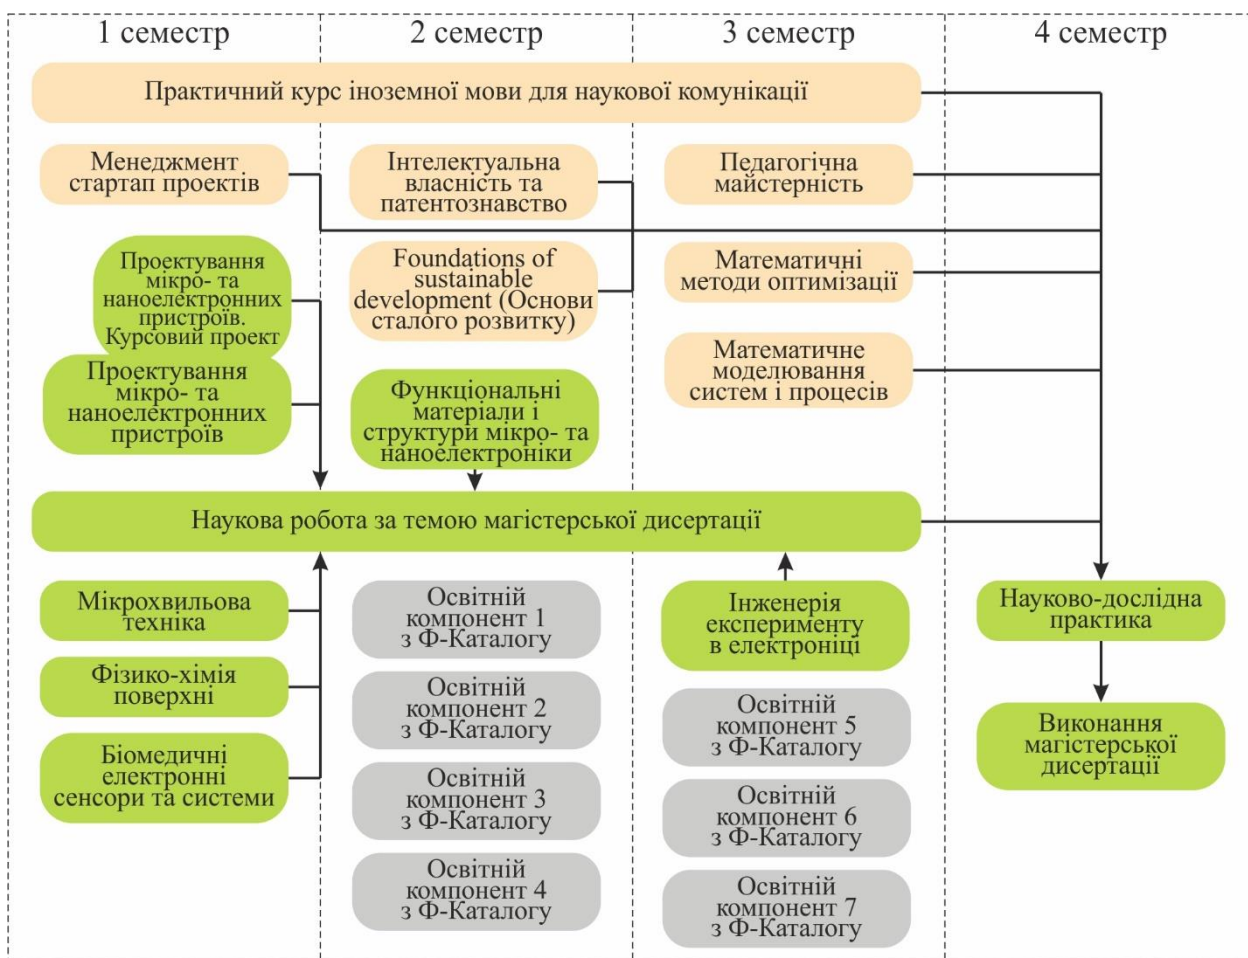 1 семестр
2 семестр
3 семестр
4 семестр
Практичний курс іноземної мови для наукової комунікації
Менеджмент
стартап проектів
Інтелектуальна
власність та
патентознавство
Педагогічна
майстерність
Проектування
мікро- та
наноелектронних
пристроїв.
Курсовий проект
Foundations of
sustainable
development (Основи
сталого розвитку)
Математичні
методи оптимізації
Проектування
мікро- та
наноелектронних
пристроїв
Функціональні
матеріали і
структури мікро- та
наноелектроніки
Математичне
моделювання
систем і процесів
Наукова робота за темою магістерської дисертації
Мікрохвильова
техніка
Фізико-хімія
поверхні
Біомедичні
електронні
сенсори та системи
Освітній
компонент 1
з Ф-Каталогу
Освітній
компонент 2
з Ф-Каталогу
Освітній
компонент 3
з Ф-Каталогу
Освітній
компонент 4
з Ф-Каталогу
Інженерія
експерименту
в електроніці
Освітній
компонент 5
з Ф-Каталогу
Освітній
компонент 6
з Ф-Каталогу
Освітній
компонент 7
з Ф-Каталогу
Науково-дослідна
практика
Виконання
магістерської
дисертації